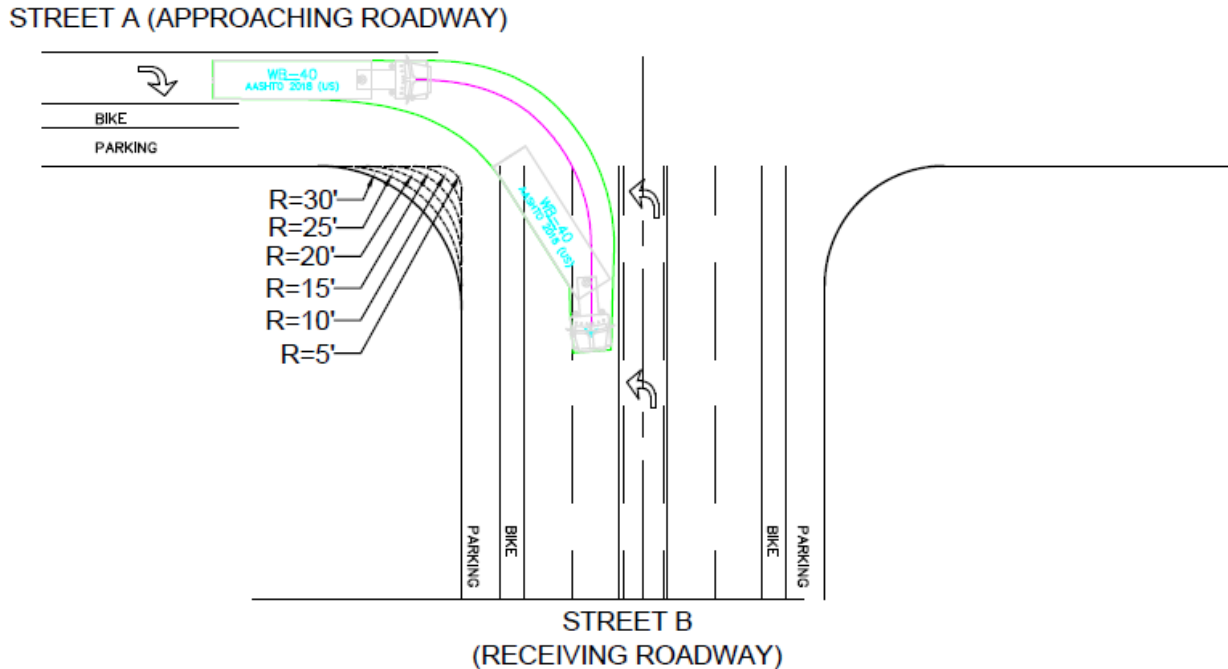 STREET A (APPROACHING ROADWAY)
WB-40
AASHTO 2018 (US)
BIKE
PARKING
R=30'
R=25'
R=20'
R=15'
R=10'
R=5'
WB-40
AASHTO 2018 (US)
PARKING
BIKE
BIKE
PARKING
STREET B
(RECEIVING ROADWAY)